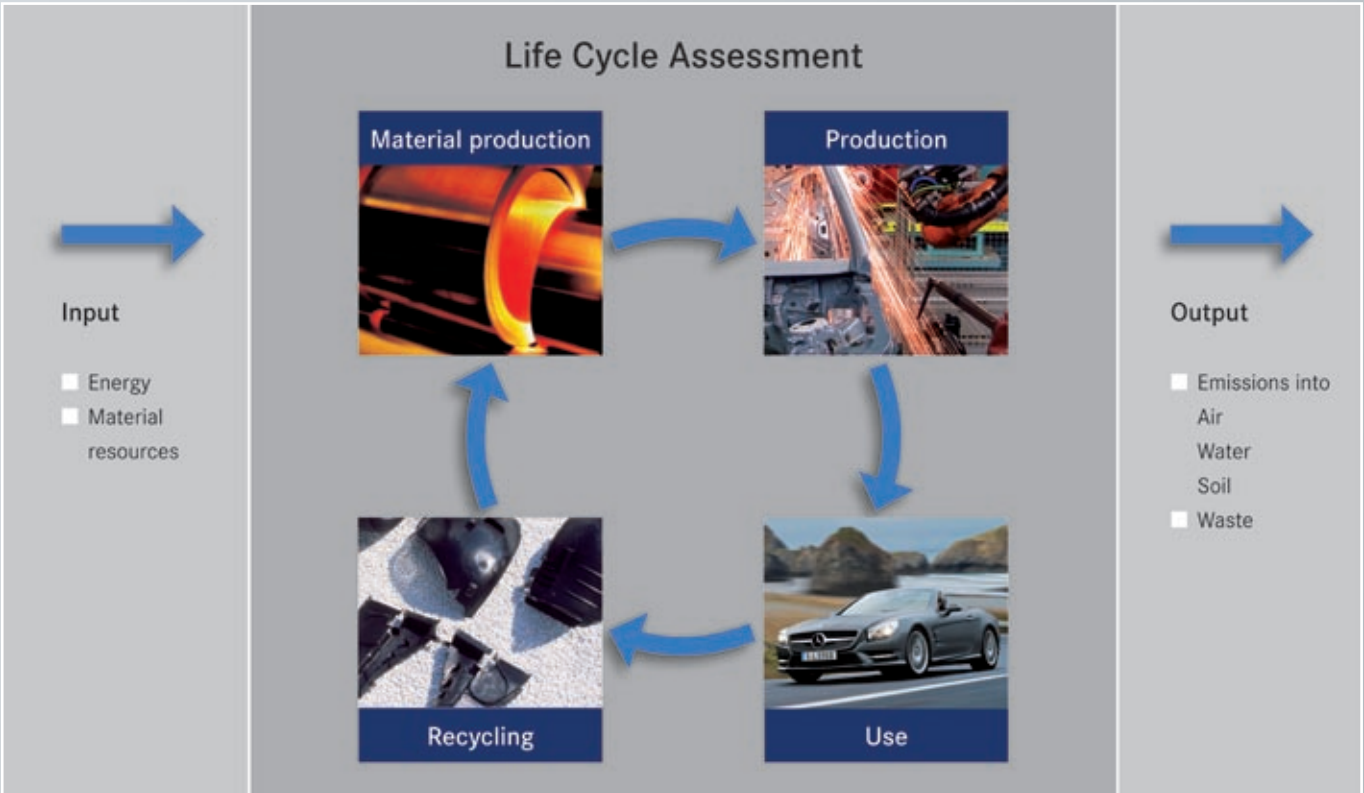 Life Cycle Assessment
Material production
Production
Input
Energy
Material
resources
Output
Emissions into
Air
Water
Soil
Waste
Recycling
Use